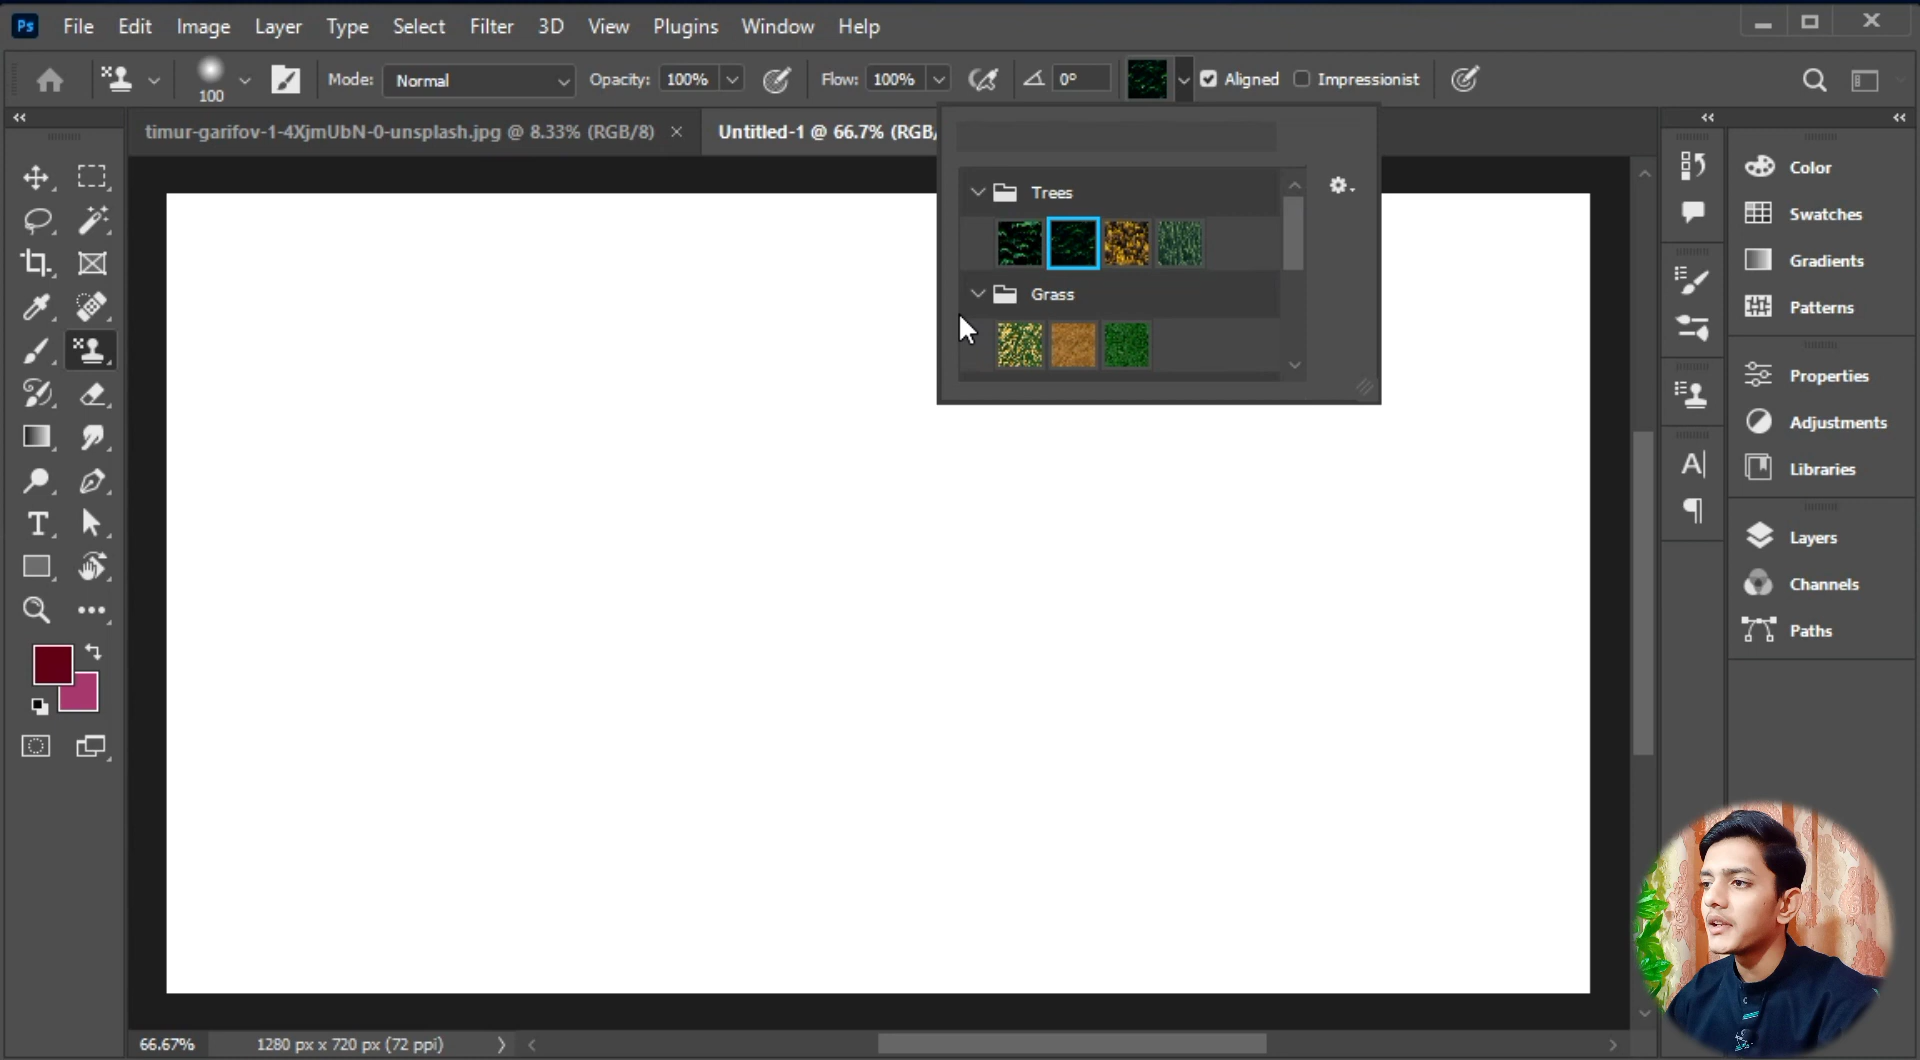 Ps File Edit Image Layer Type Select Filter 3D View Plugins Window Help
100 Mode: Normal Opacity: 100% Flow: 100% 0° Aligned Impressionist
timur-garifov-1-4XjmUbN-0-unsplash.jpg @ 8.33% (RGB/8) × Untitled-1 @ 66.7% (RGB/
Trees
Grass
Color
Swatches
Gradients
Patterns
Properties
Adjustments
Libraries
Layers
Channels
Paths
66.67% 1280 px x 720 px (72 ppi)